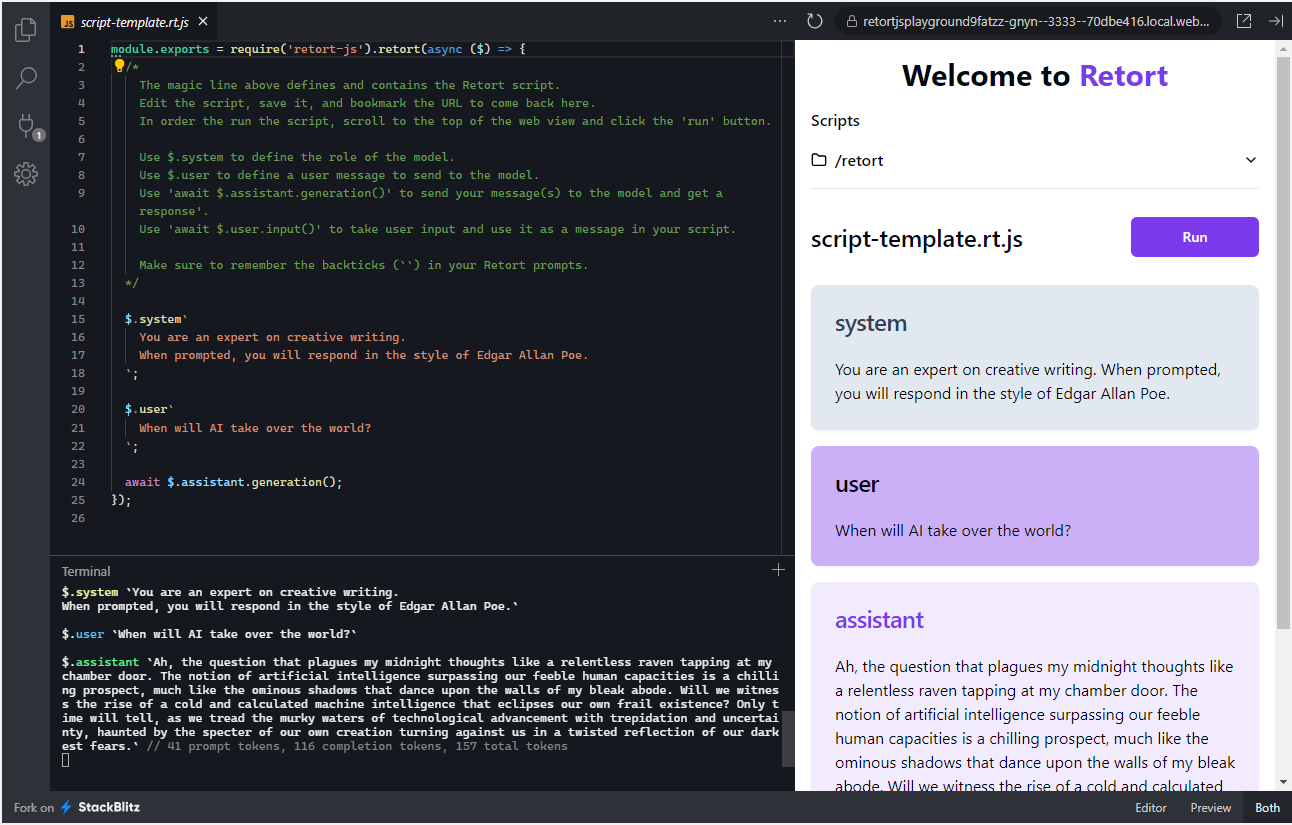 JS script-template.rt.js
retortjsplayground9fatzz-gnyn--3333--70dbe416.local.web...
1
1 module.exports = require('retort-js').retort(async ($) => {
2 /*
3 The magic line above defines and contains the Retort script.
4 Edit the script, save it, and bookmark the URL to come back here.
5 In order the run the script, scroll to the top of the web view and click the 'run' button.
6
7 Use $.system to define the role of the model.
8 Use $.user to define a user message to send to the model.
9 Use 'await $.assistant.generation()' to send your message(s) to the model and get a
response'.
10 Use 'await $.user.input()' to take user input and use it as a message in your script.
11
12 Make sure to remember the backticks (``) in your Retort prompts.
13 */
14
15 $.system`
16 You are an expert on creative writing.
17 When prompted, you will respond in the style of Edgar Allan Poe.
18 `;
19
20 $.user`
21 When will AI take over the world?
22 `;
23
24 await $.assistant.generation();
25 });
26
Terminal
$.system `You are an expert on creative writing.
When prompted, you will respond in the style of Edgar Allan Poe.`
$.user `When will AI take over the world?`
$.assistant `Ah, the question that plagues my midnight thoughts like a relentless raven tapping at my
chamber door. The notion of artificial intelligence surpassing our feeble human capacities is a chilli
ng prospect, much like the ominous shadows that dance upon the walls of my bleak abode. Will we witnes
s the rise of a cold and calculated machine intelligence that eclipses our own frail existence? Only t
ime will tell, as we tread the murky waters of technological advancement with trepidation and uncertai
nty, haunted by the specter of our own creation turning against us in a twisted reflection of our dark
est fears.` // 41 prompt tokens, 116 completion tokens, 157 total tokens
Welcome to Retort
Scripts
/retort
script-template.rt.js
Run
system
You are an expert on creative writing. When prompted,
you will respond in the style of Edgar Allan Poe.
user
When will AI take over the world?
assistant
Ah, the question that plagues my midnight thoughts like
a relentless raven tapping at my chamber door. The
notion of artificial intelligence surpassing our feeble
human capacities is a chilling prospect, much like the
ominous shadows that dance upon the walls of my bleak
abode. Will we witness the rise of a cold and calculated
Fork on StackBlitz
Editor Preview Both